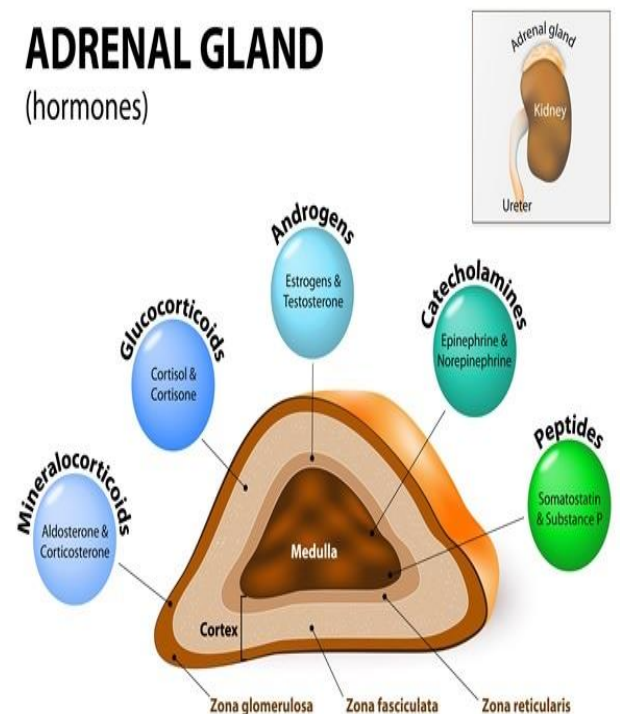 ADRENAL GLAND
(hormones)
Adrenal gland
Kidney
Ureter
Androgens
Estrogens &
Testosterone
Glucocorticoids
Cortisol &
Cortisone
Catecholamines
Epinephrine &
Norepinephrine
Mineralocorticoids
Aldosterone &
Corticosterone
Peptides
Somatostatin
& Substance P
Medulla
Cortex
Zona glomerulosa
Zona fasciculata
Zona reticularis